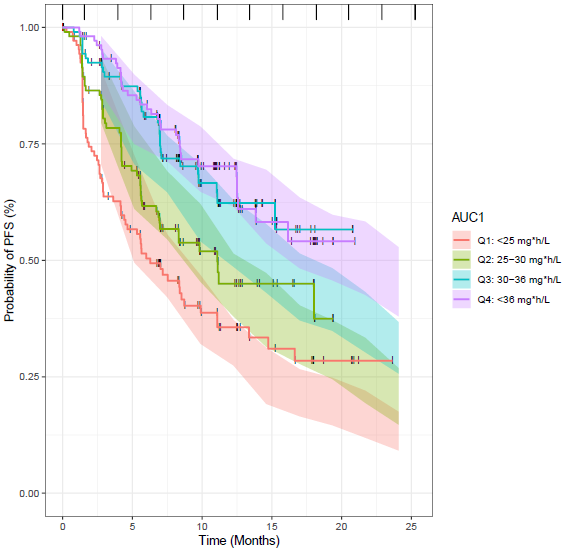 1.00
0.75
0.50
0.25
0.00
Probability of PFS (%)
0
5
10
15
20
25
Time (Months)
AUC1
Q1: <25 mg*h/L
Q2: 25−30 mg*h/L
Q3: 30−36 mg*h/L
Q4: <36 mg*h/L